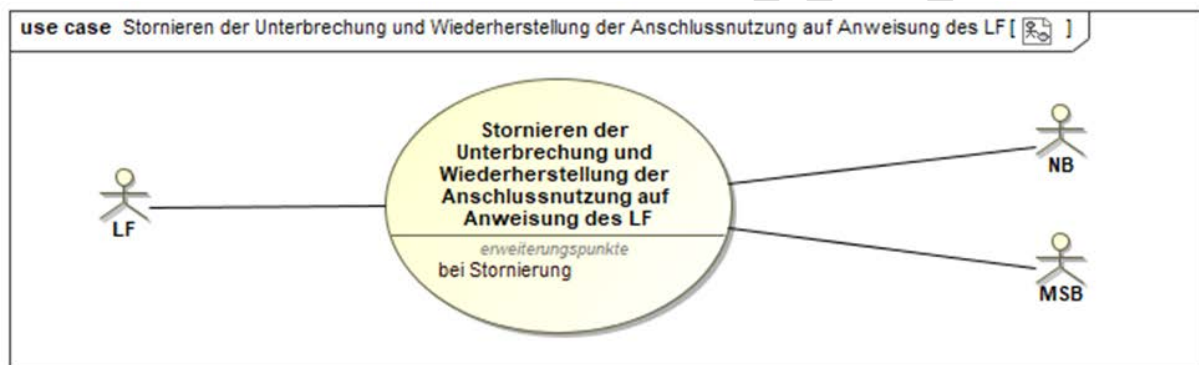 use case Stornieren der Unterbrechung und Wiederherstellung der Anschlussnutzung auf Anweisung des LF [ ]
Stornieren der
Unterbrechung und
Wiederherstellung der
Anschlussnutzung auf
Anweisung des LF
erweiterungspunkte
bei Stornierung
LF
NB
MSB